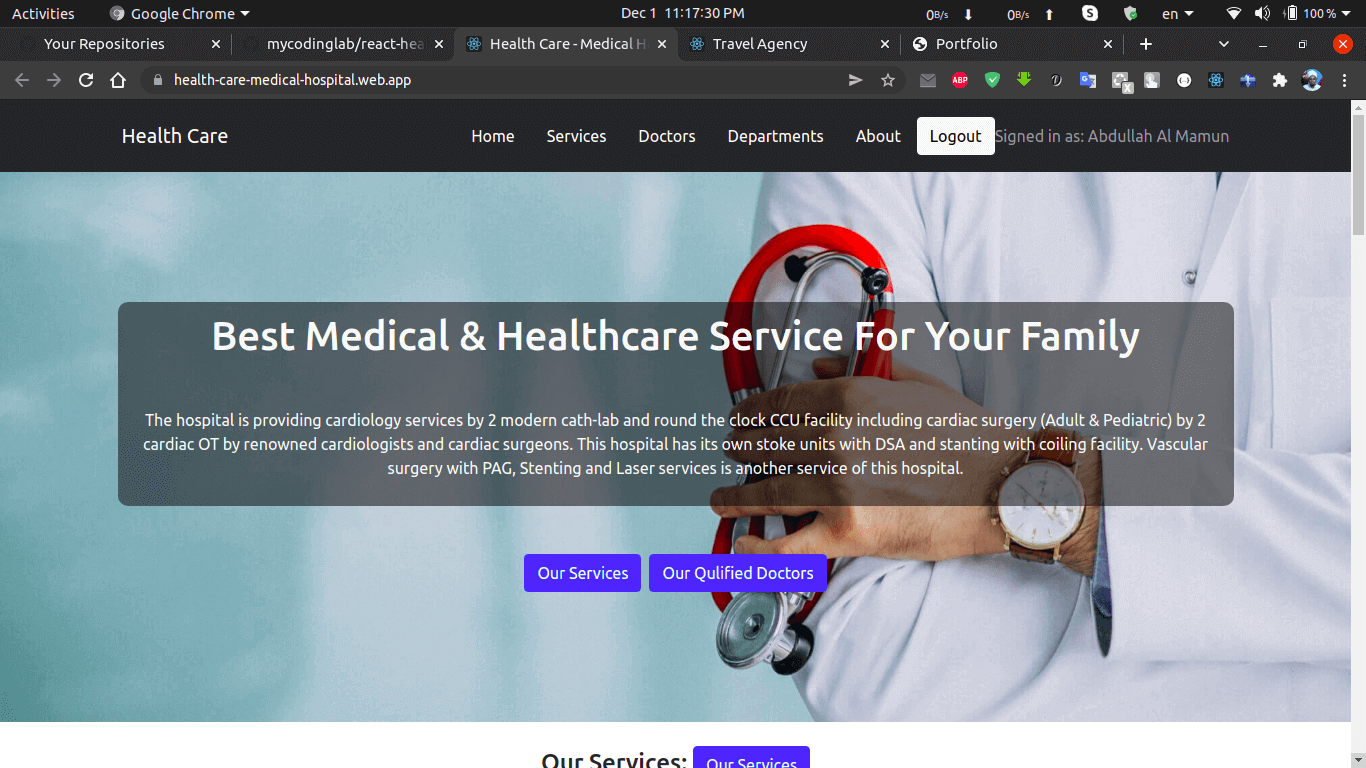 Activities
Google Chrome
Dec 1 11:17:30 PM
0B/s
0B/s
en
100 %
Your Repositories
mycodinglab/react-hea
Health Care - Medical H
Travel Agency
Portfolio
health-care-medical-hospital.web.app
ABP
Health Care
Home
Services
Doctors
Departments
About
Logout
Signed in as: Abdullah Al Mamun
Best Medical & Healthcare Service For Your Family
The hospital is providing cardiology services by 2 modern cath-lab and round the clock CCU facility including cardiac surgery (Adult & Pediatric) by 2
cardiac OT by renowned cardiologists and cardiac surgeons. This hospital has its own stoke units with DSA and stanting with coiling facility. Vascular
surgery with PAG, Stenting and Laser services is another service of this hospital.
Our Services
Our Qulified Doctors
Our Services:
Our Services